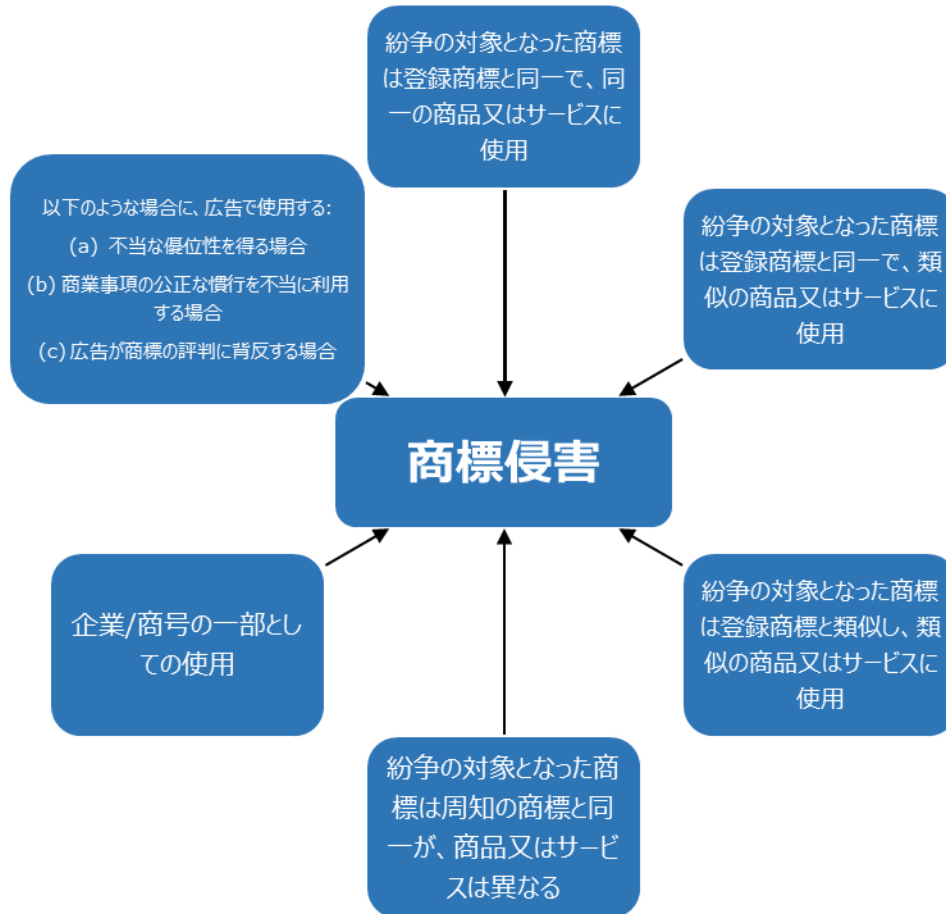 紛争の対象となった商標
は登録商標と同一で、同
一の商品又はサービスに
使用
以下のような場合に、広告で使用する:
(a) 不当な優位性を得る場合
(b) 商業事項の公正な慣行を不当に利用
する場合
(c) 広告が商標の評判に背反する場合
紛争の対象となった商標
は登録商標と同一で、類
似の商品又はサービスに
使用
商標侵害
企業/商号の一部とし
ての使用
紛争の対象となった商標
は登録商標と類似し、類
似の商品又はサービスに
使用
紛争の対象となった商
標は周知の商標と同
一が、商品又はサービ
スは異なる